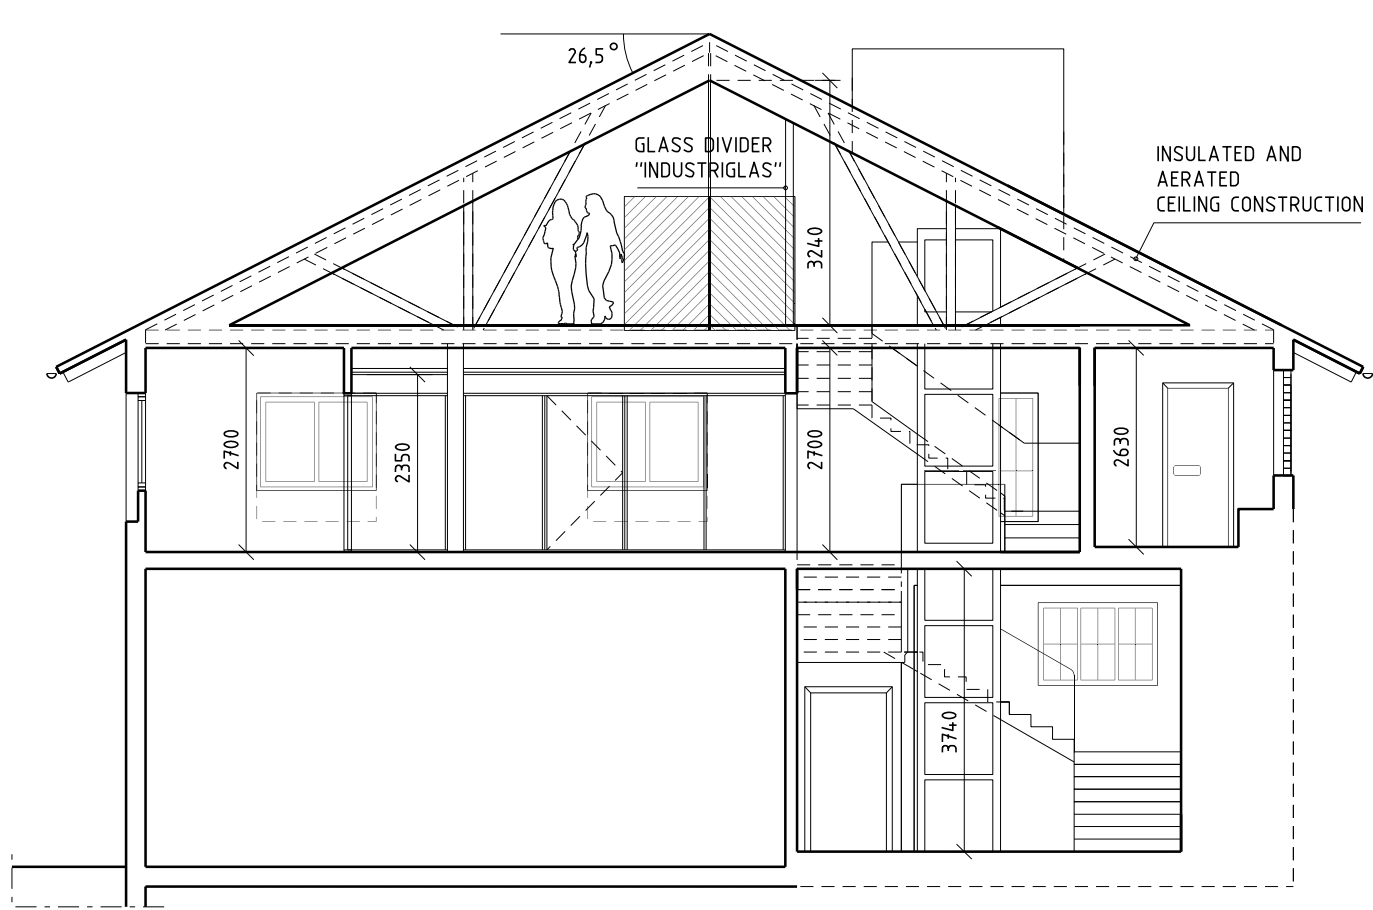 26,5°
GLASS DIVIDER
"INDUSTRIGLAS"
INSULATED AND
AERATED
CEILING CONSTRUCTION
3240
2700
2350
2700
2630
3740